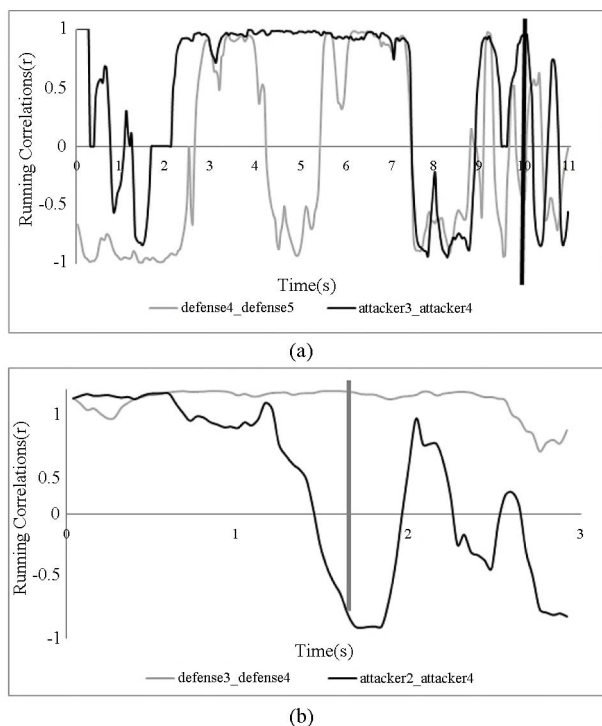 1
0.5
0
-0.5
-1
Running Correlations(r)
0 1 2 3 4 5 6 7 8 9 10 11
Time(s)
defense4_defense5 attacker3_attacker4
(a)
1
0.5
0
-0.5
-1
Running Correlations(r)
0 1 2 3
Time(s)
defense3_defense4 attacker2_attacker4
(b)